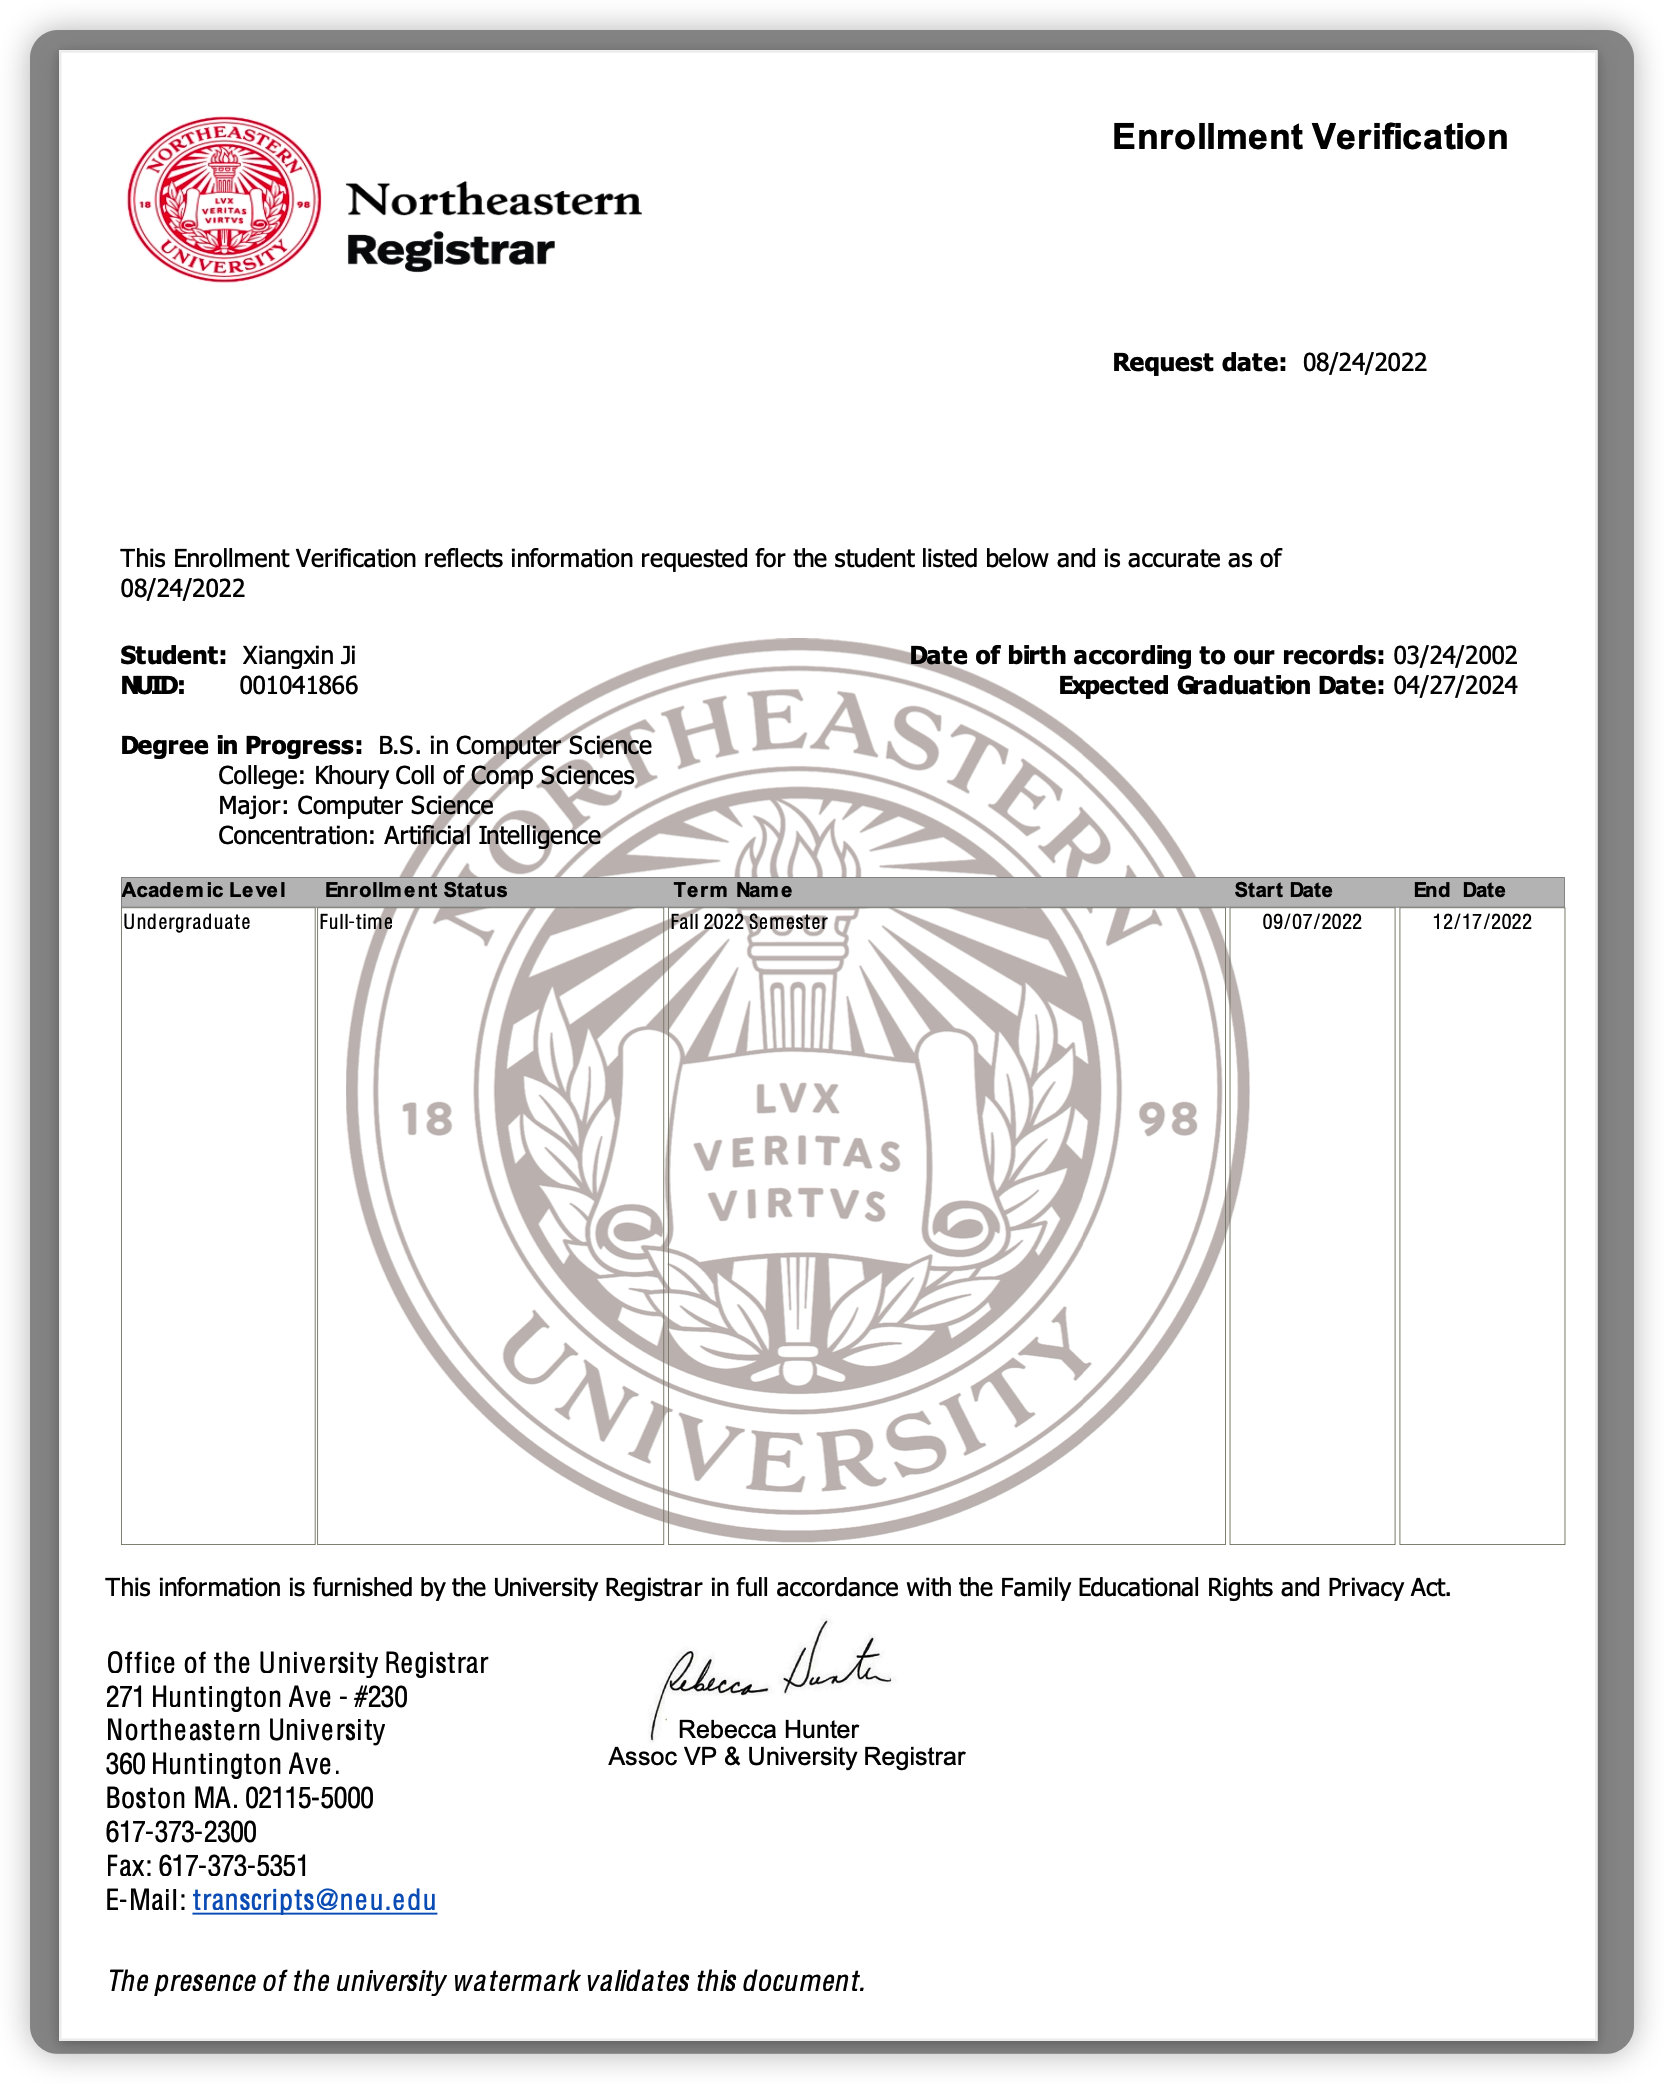 NORTHEASTERN
UNIVERSITY
18
98
LVX
VERITAS
VIRTVS
Northeastern
Registrar
Enrollment Verification
Request date: 08/24/2022
This Enrollment Verification reflects information requested for the student listed below and is accurate as of
08/24/2022
Student: Xiangxin Ji
Date of birth according to our records: 03/24/2002
NUID: 001041866
Expected Graduation Date: 04/27/2024
Degree in Progress: B.S. in Computer Science
College: Khoury Coll of Comp Sciences
Major: Computer Science
Concentration: Artificial Intelligence
Academic Level Enrollment Status Term Name Start Date End Date
Undergraduate Full-time Fall 2022 Semester 09/07/2022 12/17/2022
NORTHEASTERN
18
98
LVX
VERITAS
VIRTVS
UNIVERSITY
This information is furnished by the University Registrar in full accordance with the Family Educational Rights and Privacy Act.
Office of the University Registrar
271 Huntington Ave - #230
Northeastern University
360 Huntington Ave.
Boston MA. 02115-5000
617-373-2300
Fax: 617-373-5351
E-Mail: transcripts@neu.edu
Rebecca Hunter
Rebecca Hunter
Assoc VP & University Registrar
The presence of the university watermark validates this document.